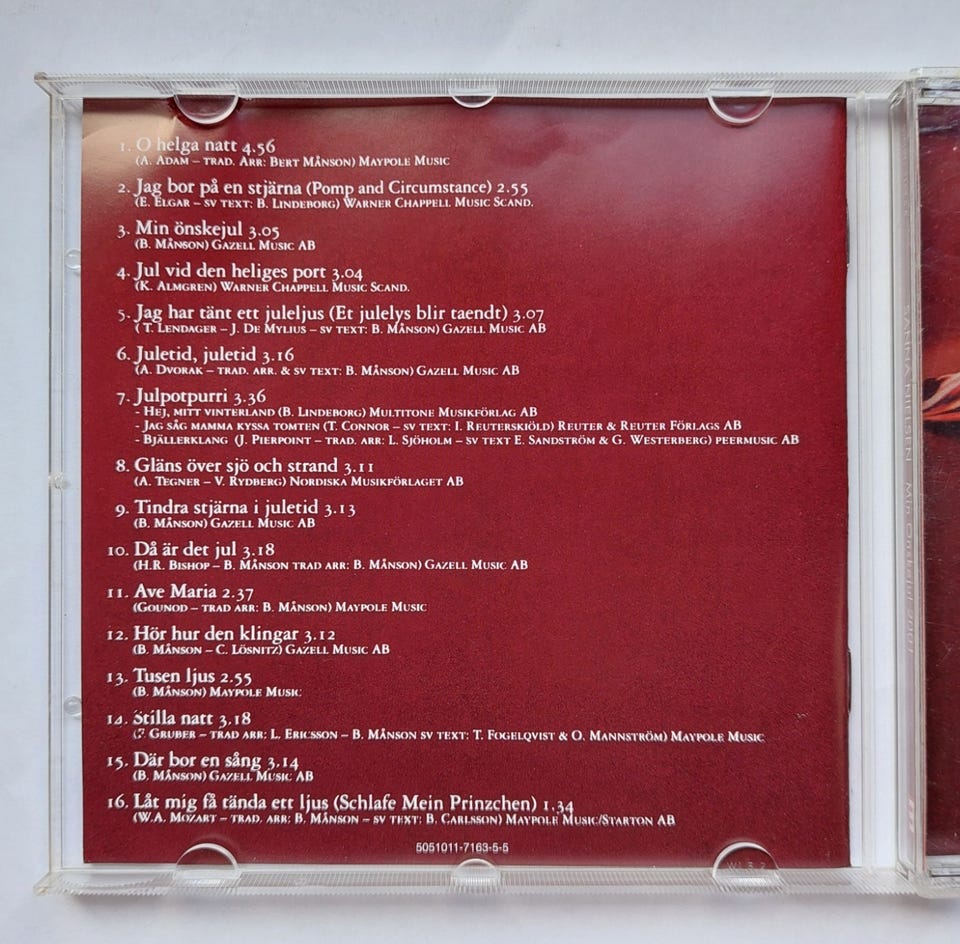 1. O helga natt 4.56
(A. Adam – trad. Arr: Bert Månson) Maypole Music
2. Jag bor på en stjärna (Pomp and Circumstance) 2.55
(E. Elgar – sv text: B. Lindeborg) Warner Chappell Music Scand.
3. Min önskejul 3.05
(B. Månson) Gazell Music AB
4. Jul vid den heliges port 3.04
(K. Almgren) Warner Chappell Music Scand.
5. Jag har tänt ett juleljus (Et julelys blir taendt) 3.07
( T. Lendager – J. De Mylius – sv text: B. Månson) Gazell Music AB
6. Juletid, juletid 3.16
(A. Dvorak – trad. arr. & sv text: B. Månson) Gazell Music AB
7. Julpotpurri 3.36
- Hej, mitt vinterland (B. Lindeborg) Multitone Musikförlag AB
- Jag såg mamma kyssa tomten (T. Connor – sv text: I. Reuterskiöld) Reuter & Reuter Förlags AB
- Bjällerklang (J. Pierpoint – trad. arr: L. Sjöholm – sv text E. Sandström & G. Westerberg) peermusic AB
8. Gläns över sjö och strand 3.11
(A. Tegner – V. Rydberg) Nordiska Musikförlaget AB
9. Tindra stjärna i juletid 3.13
(B. Månson) Gazell Music AB
10. Då är det jul 3.18
(H.R. Bishop – B. Månson trad arr: B. Månson) Gazell Music AB
11. Ave Maria 2.37
(Gounod – trad arr: B. Månson) Maypole Music
12. Hör hur den klingar 3.12
(B. Månson – C. Lösnitz) Gazell Music AB
13. Tusen ljus 2.55
(B. Månson) Maypole Music
14. Stilla natt 3.18
(F. Gruber – trad arr: L. Ericsson – B. Månson sv text: T. Fogelqvist & O. Mannström) Maypole Music
15. Där bor en sång 3.14
(B. Månson) Gazell Music AB
16. Låt mig få tända ett ljus (Schlafe Mein Prinzchen) 1.34
(W.A. Mozart – trad. arr: B. Månson – sv text: B. Carlsson) Maypole Music/Starton AB
5051011-7163-5-5
SANNA NIELSEN Min Önskejul